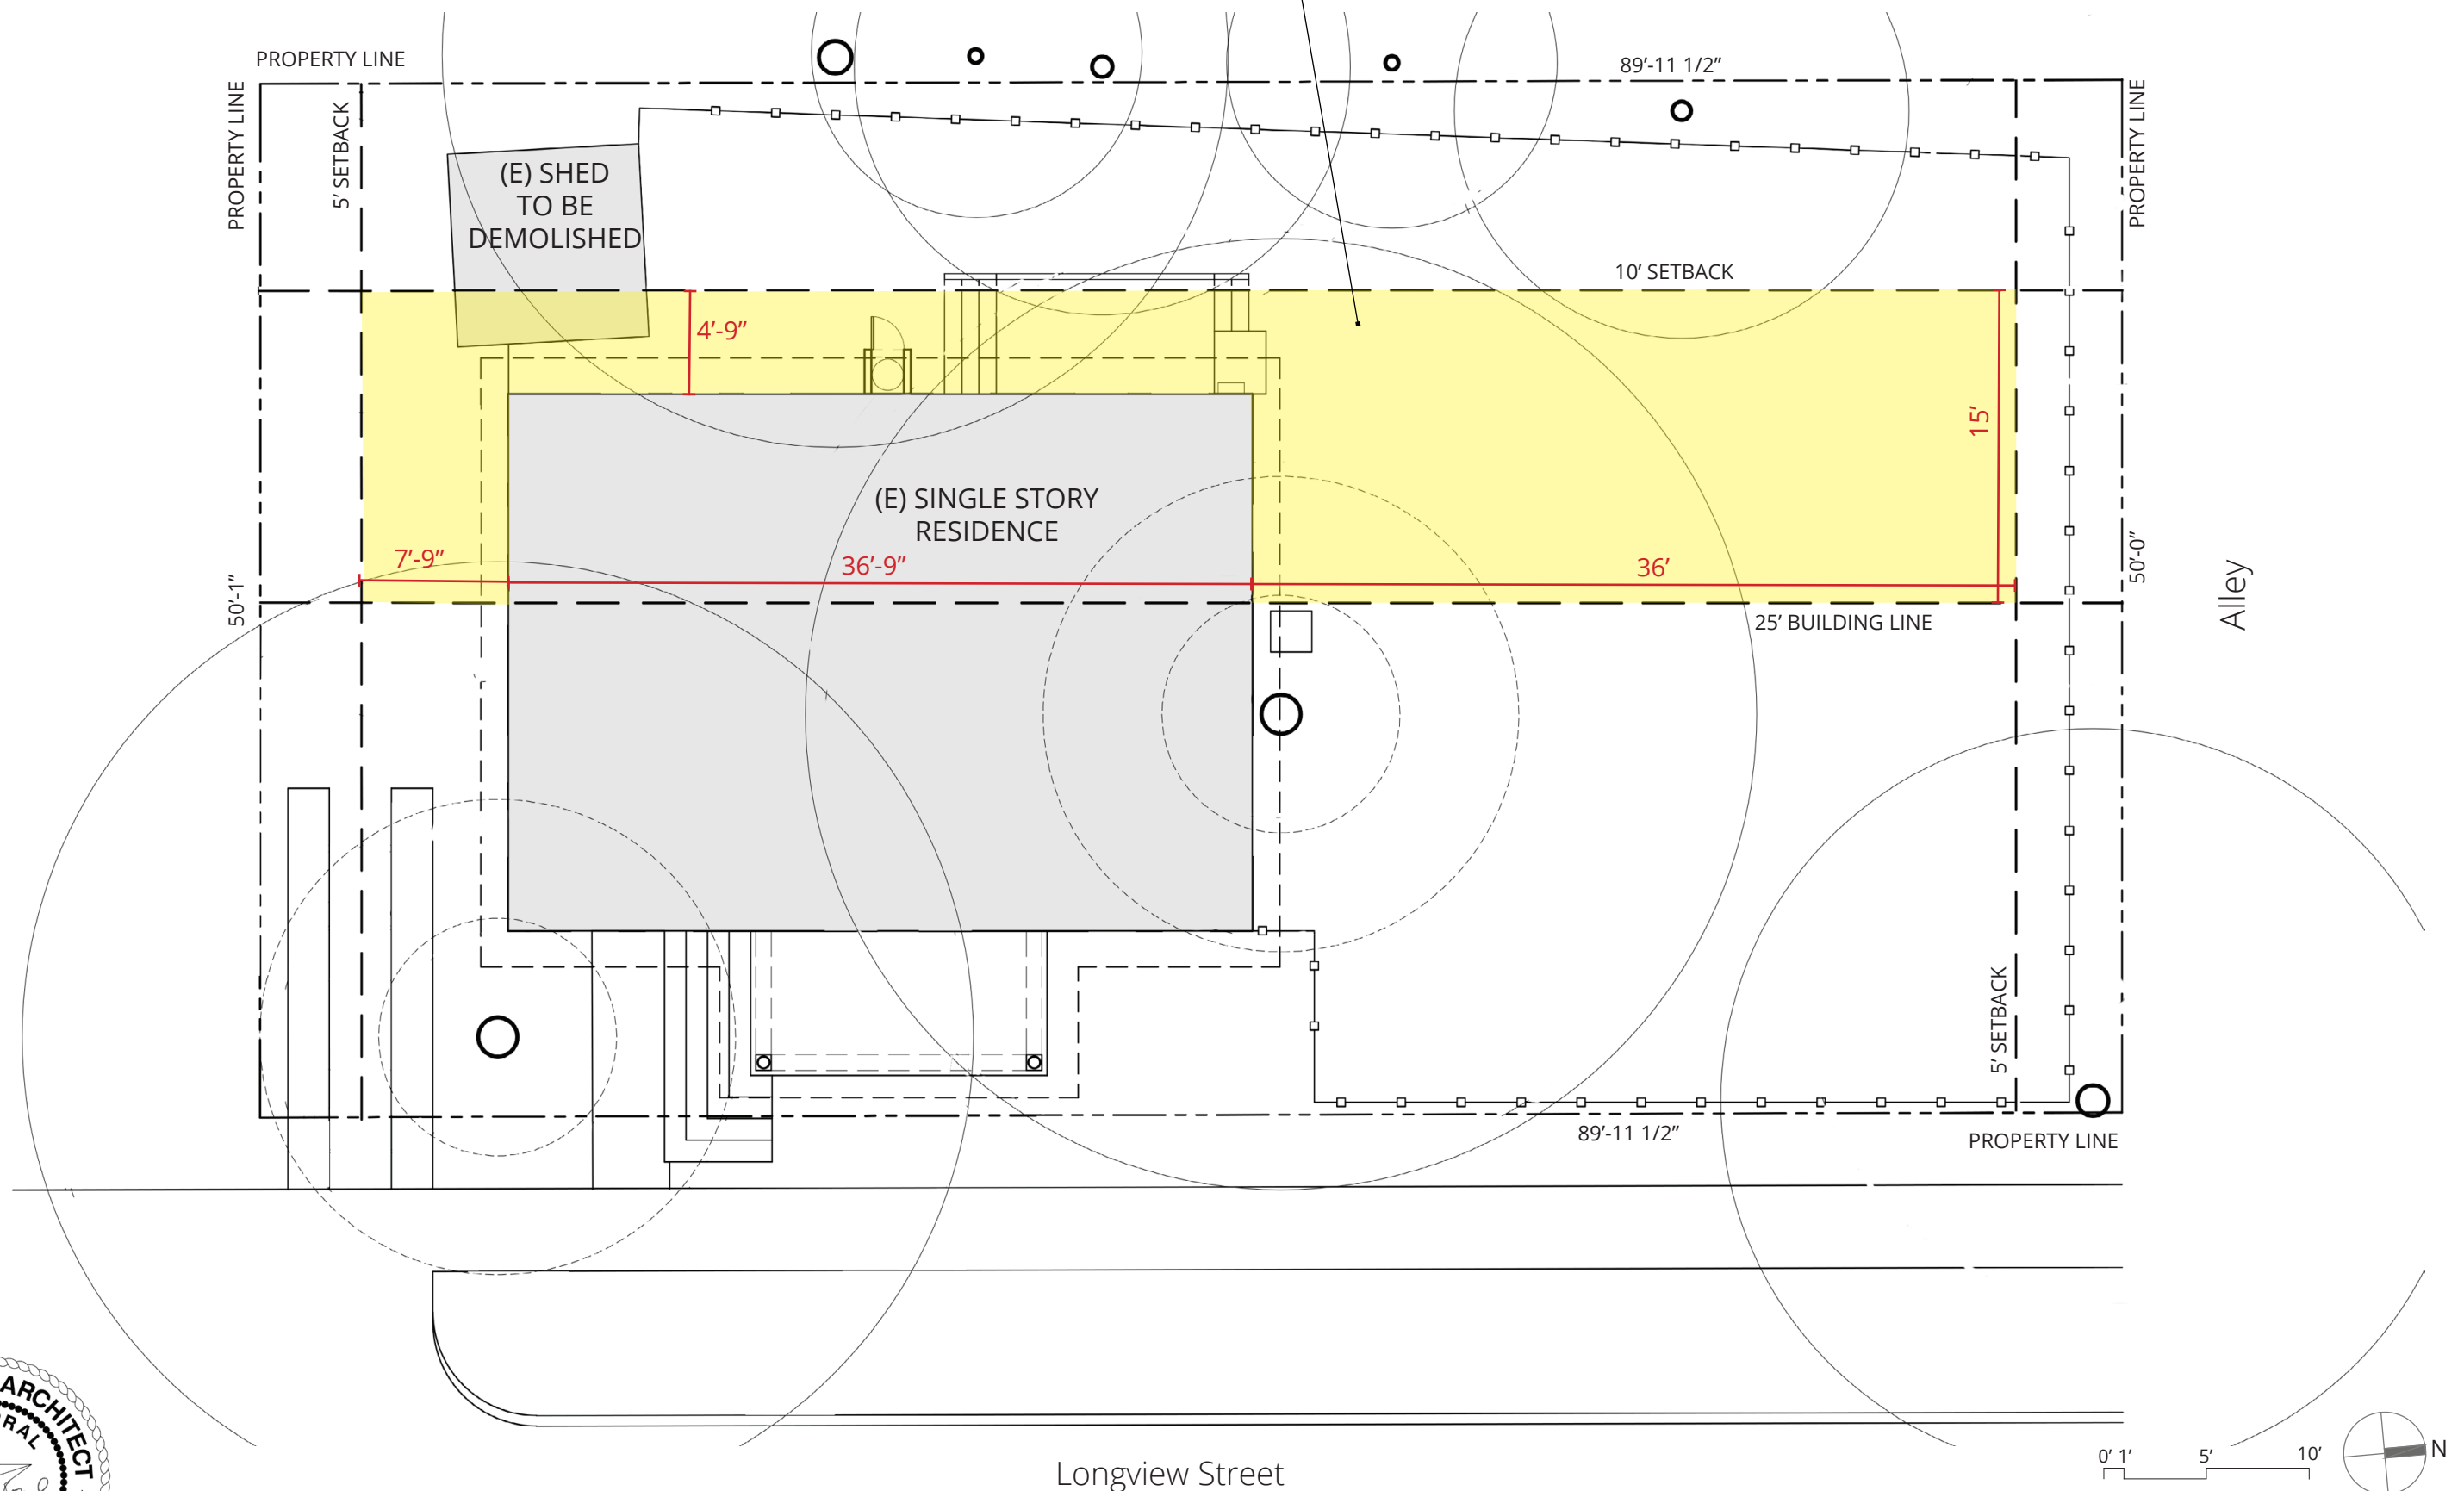 PROPERTY LINE
89’-11 1/2”
PROPERTY LINE
5’ SETBACK
PROPERTY LINE
(E) SHED
TO BE
DEMOLISHED
10’ SETBACK
4’-9”
15’
(E) SINGLE STORY
RESIDENCE
7’-9”
36’-9”
36’
50’-1”
50’-0”
Alley
25’ BUILDING LINE
5’ SETBACK
89’-11 1/2”
PROPERTY LINE
ARCHITECT
Longview Street
0’ 1’ 5’ 10’
N